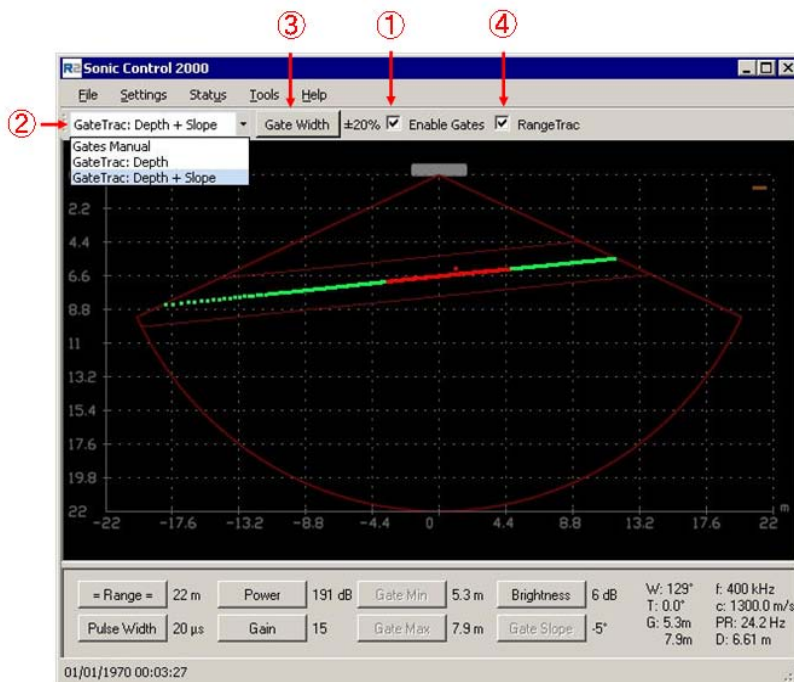 ③ ① ④
R2 Sonic Control 2000
File Settings Status Tools Help
② GateTrac: Depth + Slope Gate Width ±20% Enable Gates RangeTrac
Gates Manual
GateTrac: Depth
GateTrac: Depth + Slope
2.2
4.4
6.6
8.8
11
13.2
15.4
17.6
19.8
22 m
-22 -17.6 -13.2 -8.8 -4.4 0 4.4 8.8 13.2 17.6 22
= Range = 22 m Power 191 dB Gate Min 5.3 m Brightness 6 dB W: 129° f: 400 kHz
T: 0.0° c: 1300.0 m/s
Pulse Width 20 µs Gain 15 Gate Max 7.9 m Gate Slope -5° G: 5.3m PR: 24.2 Hz
7.9m D: 6.61 m
01/01/1970 00:03:27